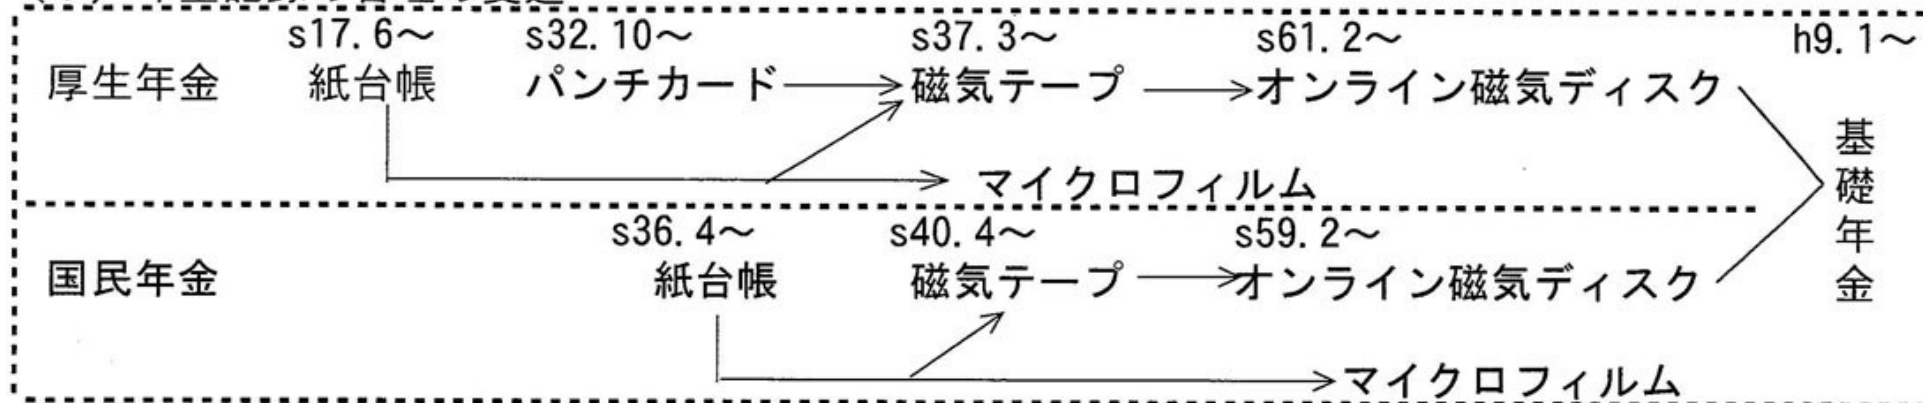 s17.6～ s32.10～ s37.3～ s61.2～ h9.1～
厚生年金 紙台帳 パンチカード 磁気テープ オンライン磁気ディスク
マイクロフィルム
基礎年金
s36.4～ s40.4～ s59.2～
国民年金 紙台帳 磁気テープ オンライン磁気ディスク
マイクロフィルム